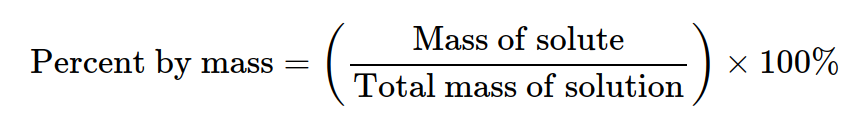 Percent by mass = ( Mass of solute / Total mass of solution ) × 100%